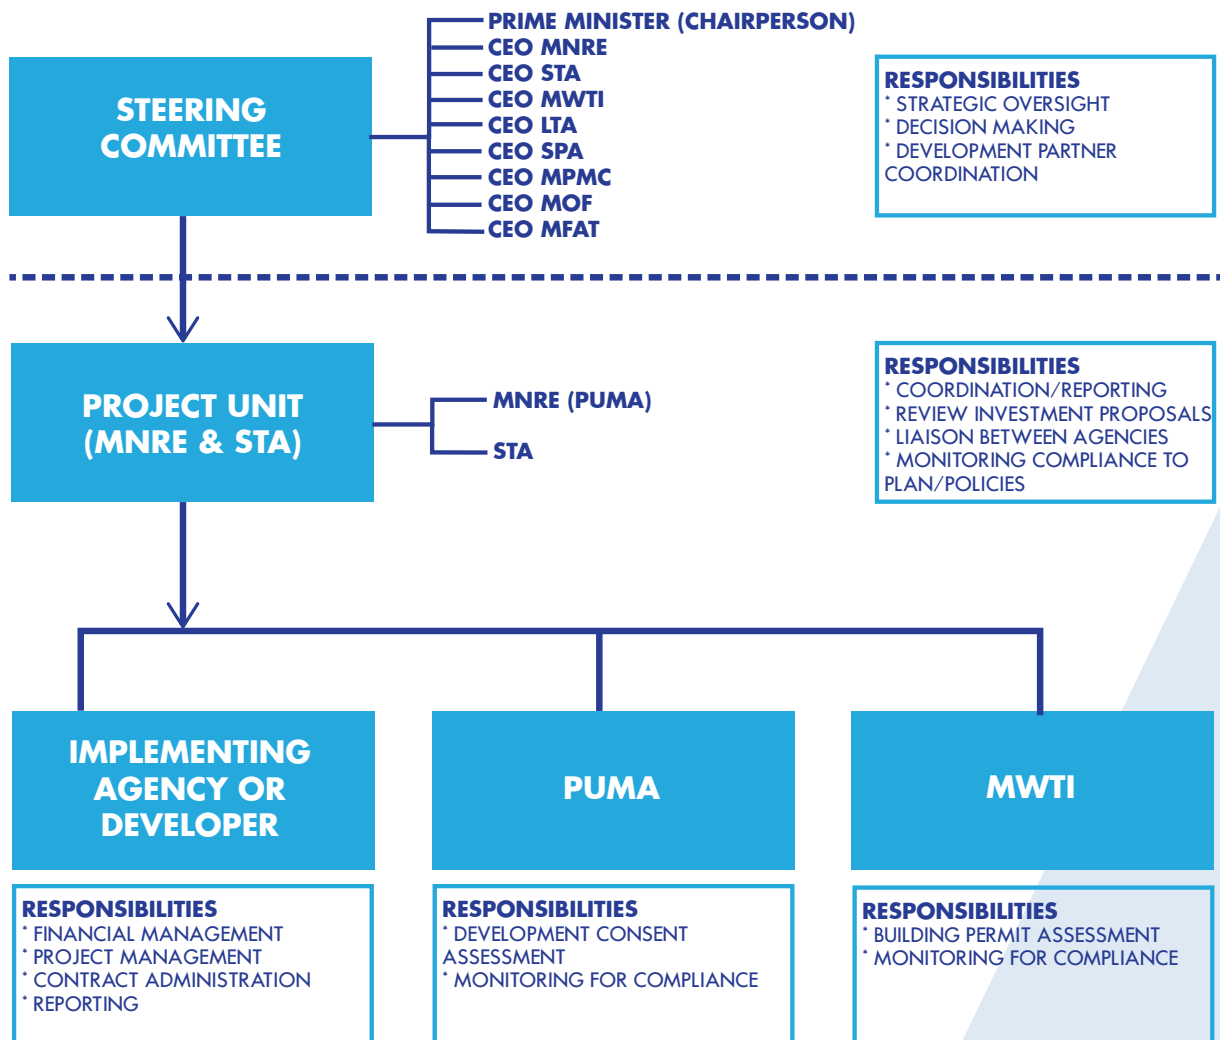 STEERING
COMMITTEE
PRIME MINISTER (CHAIRPERSON)
CEO MNRE
CEO STA
CEO MWTI
CEO LTA
CEO SPA
CEO MPMC
CEO MOF
CEO MFAT
RESPONSIBILITIES
* STRATEGIC OVERSIGHT
* DECISION MAKING
* DEVELOPMENT PARTNER
COORDINATION
PROJECT UNIT
(MNRE & STA)
MNRE (PUMA)
STA
RESPONSIBILITIES
* COORDINATION/REPORTING
* REVIEW INVESTMENT PROPOSALS
* LIAISON BETWEEN AGENCIES
* MONITORING COMPLIANCE TO
PLAN/POLICIES
IMPLEMENTING
AGENCY OR
DEVELOPER
RESPONSIBILITIES
* FINANCIAL MANAGEMENT
* PROJECT MANAGEMENT
* CONTRACT ADMINISTRATION
* REPORTING
PUMA
RESPONSIBILITIES
* DEVELOPMENT CONSENT
ASSESSMENT
* MONITORING FOR COMPLIANCE
MWTI
RESPONSIBILITIES
* BUILDING PERMIT ASSESSMENT
* MONITORING FOR COMPLIANCE